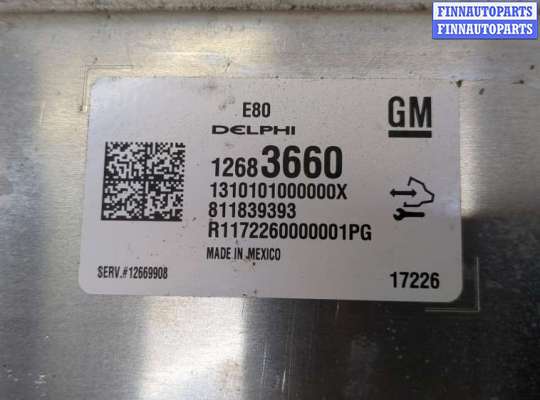 FINNAUTOPARTS
FINNAUTOPARTS
E80
DELPHI
GM
12683660
1310101000000X
811839393
R1172260000001PG
MADE IN MEXICO
SERV.#12669908
17226